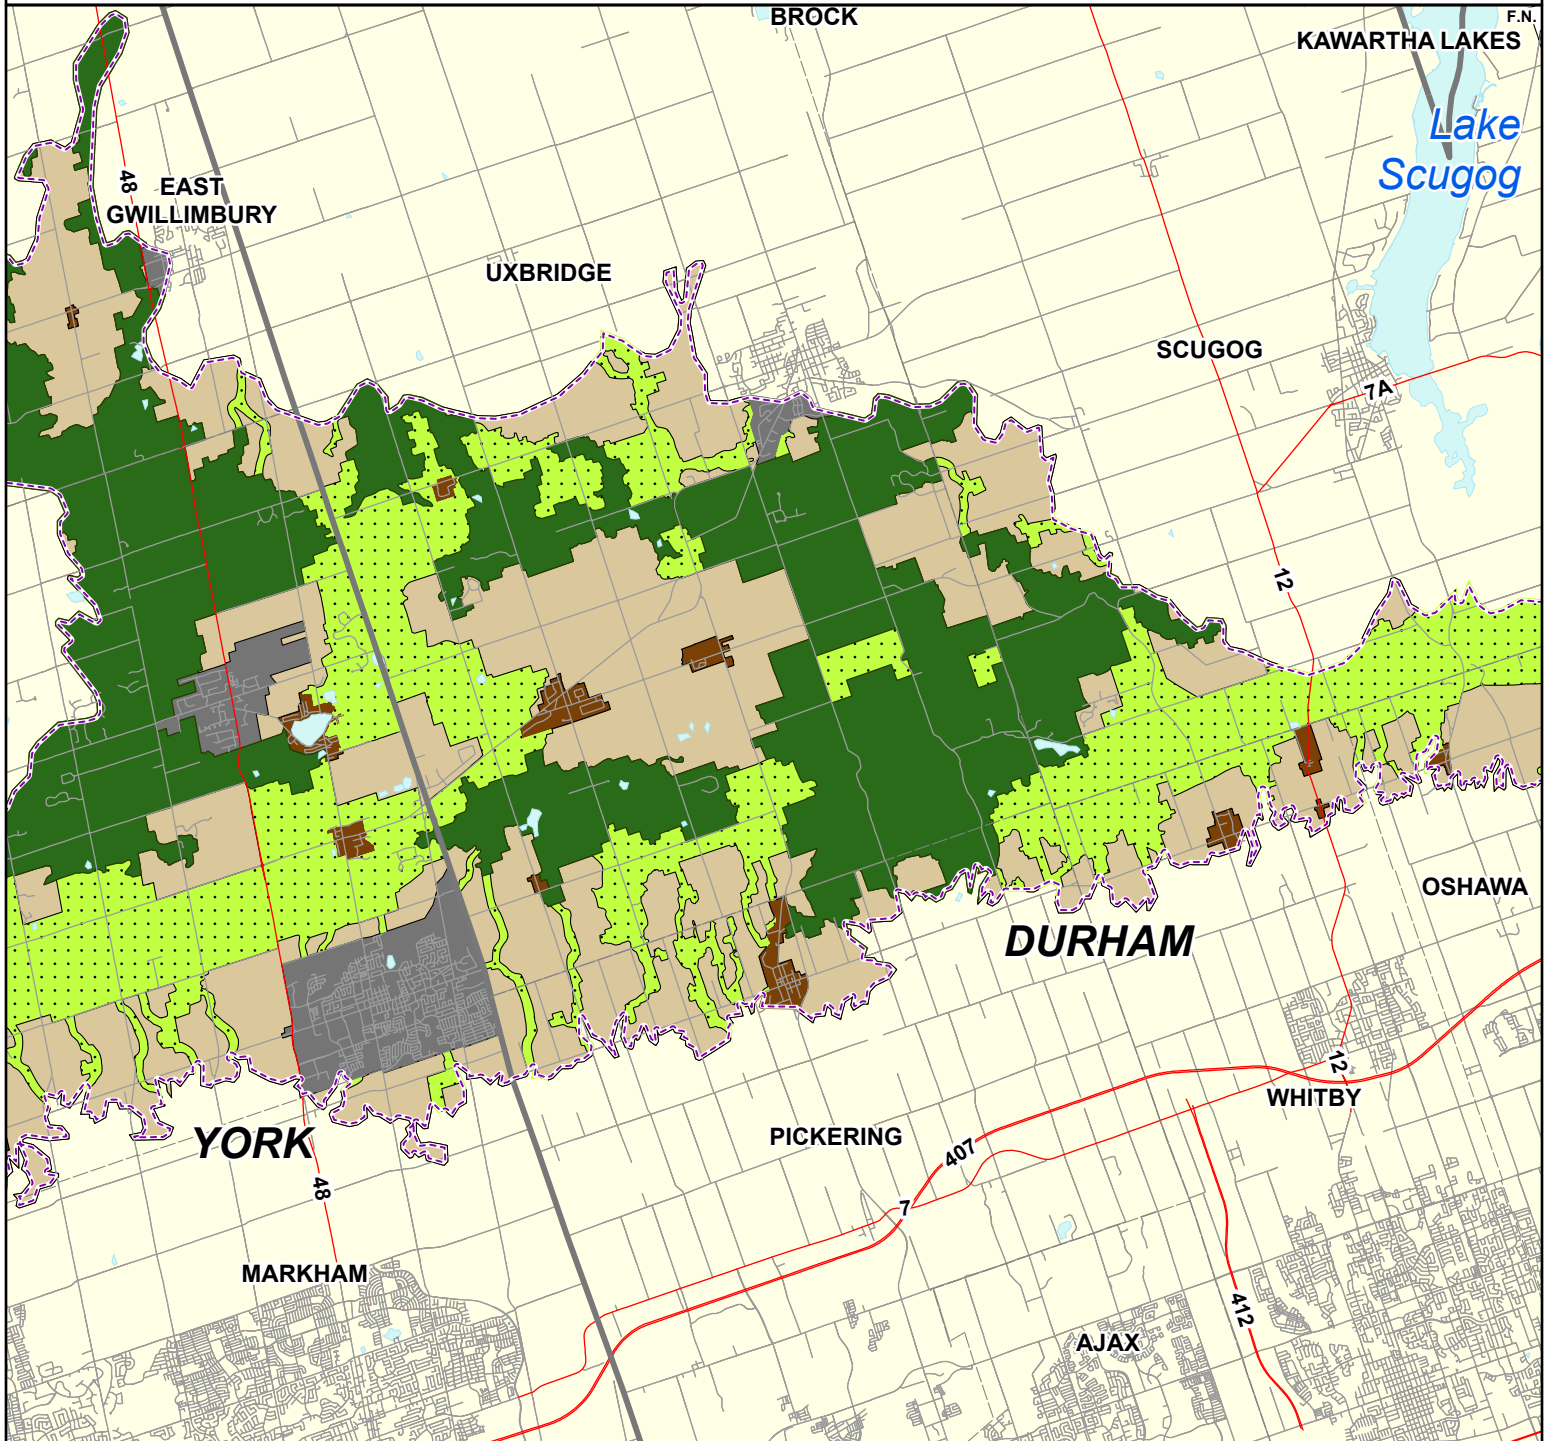 BROCK
F.N.
KAWARTHA LAKES
Lake
Scugog
48
EAST
GWILLIMBURY
UXBRIDGE
SCUGOG
7A
12
OSHAWA
DURHAM
12
WHITBY
YORK
PICKERING
407
48
7
MARKHAM
412
AJAX